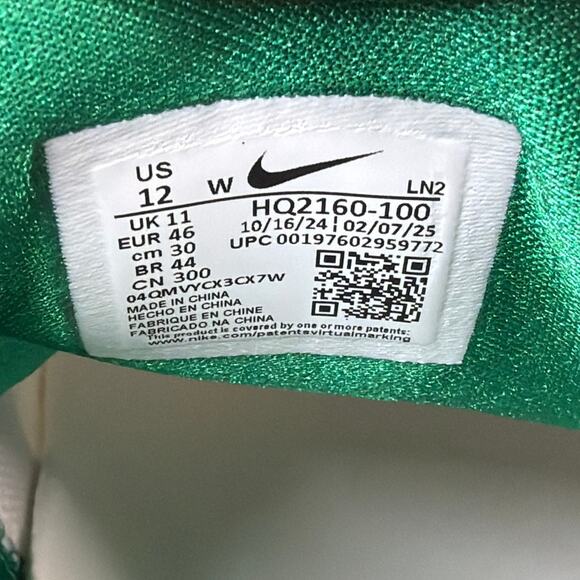 US
12 W LN2
UK 11
EUR 46
cm 30
BR 44
CN 300
HQ2160-100
10/16/24 | 02/07/25
UPC 00197602959772
04QMVYCX3CX7W
MADE IN CHINA
HECHO EN CHINA
FABRIQUE EN CHINE
FABRICADO NA CHINA
This product is covered by one or more patents:
www.nike.com/patentsvirtualmarking